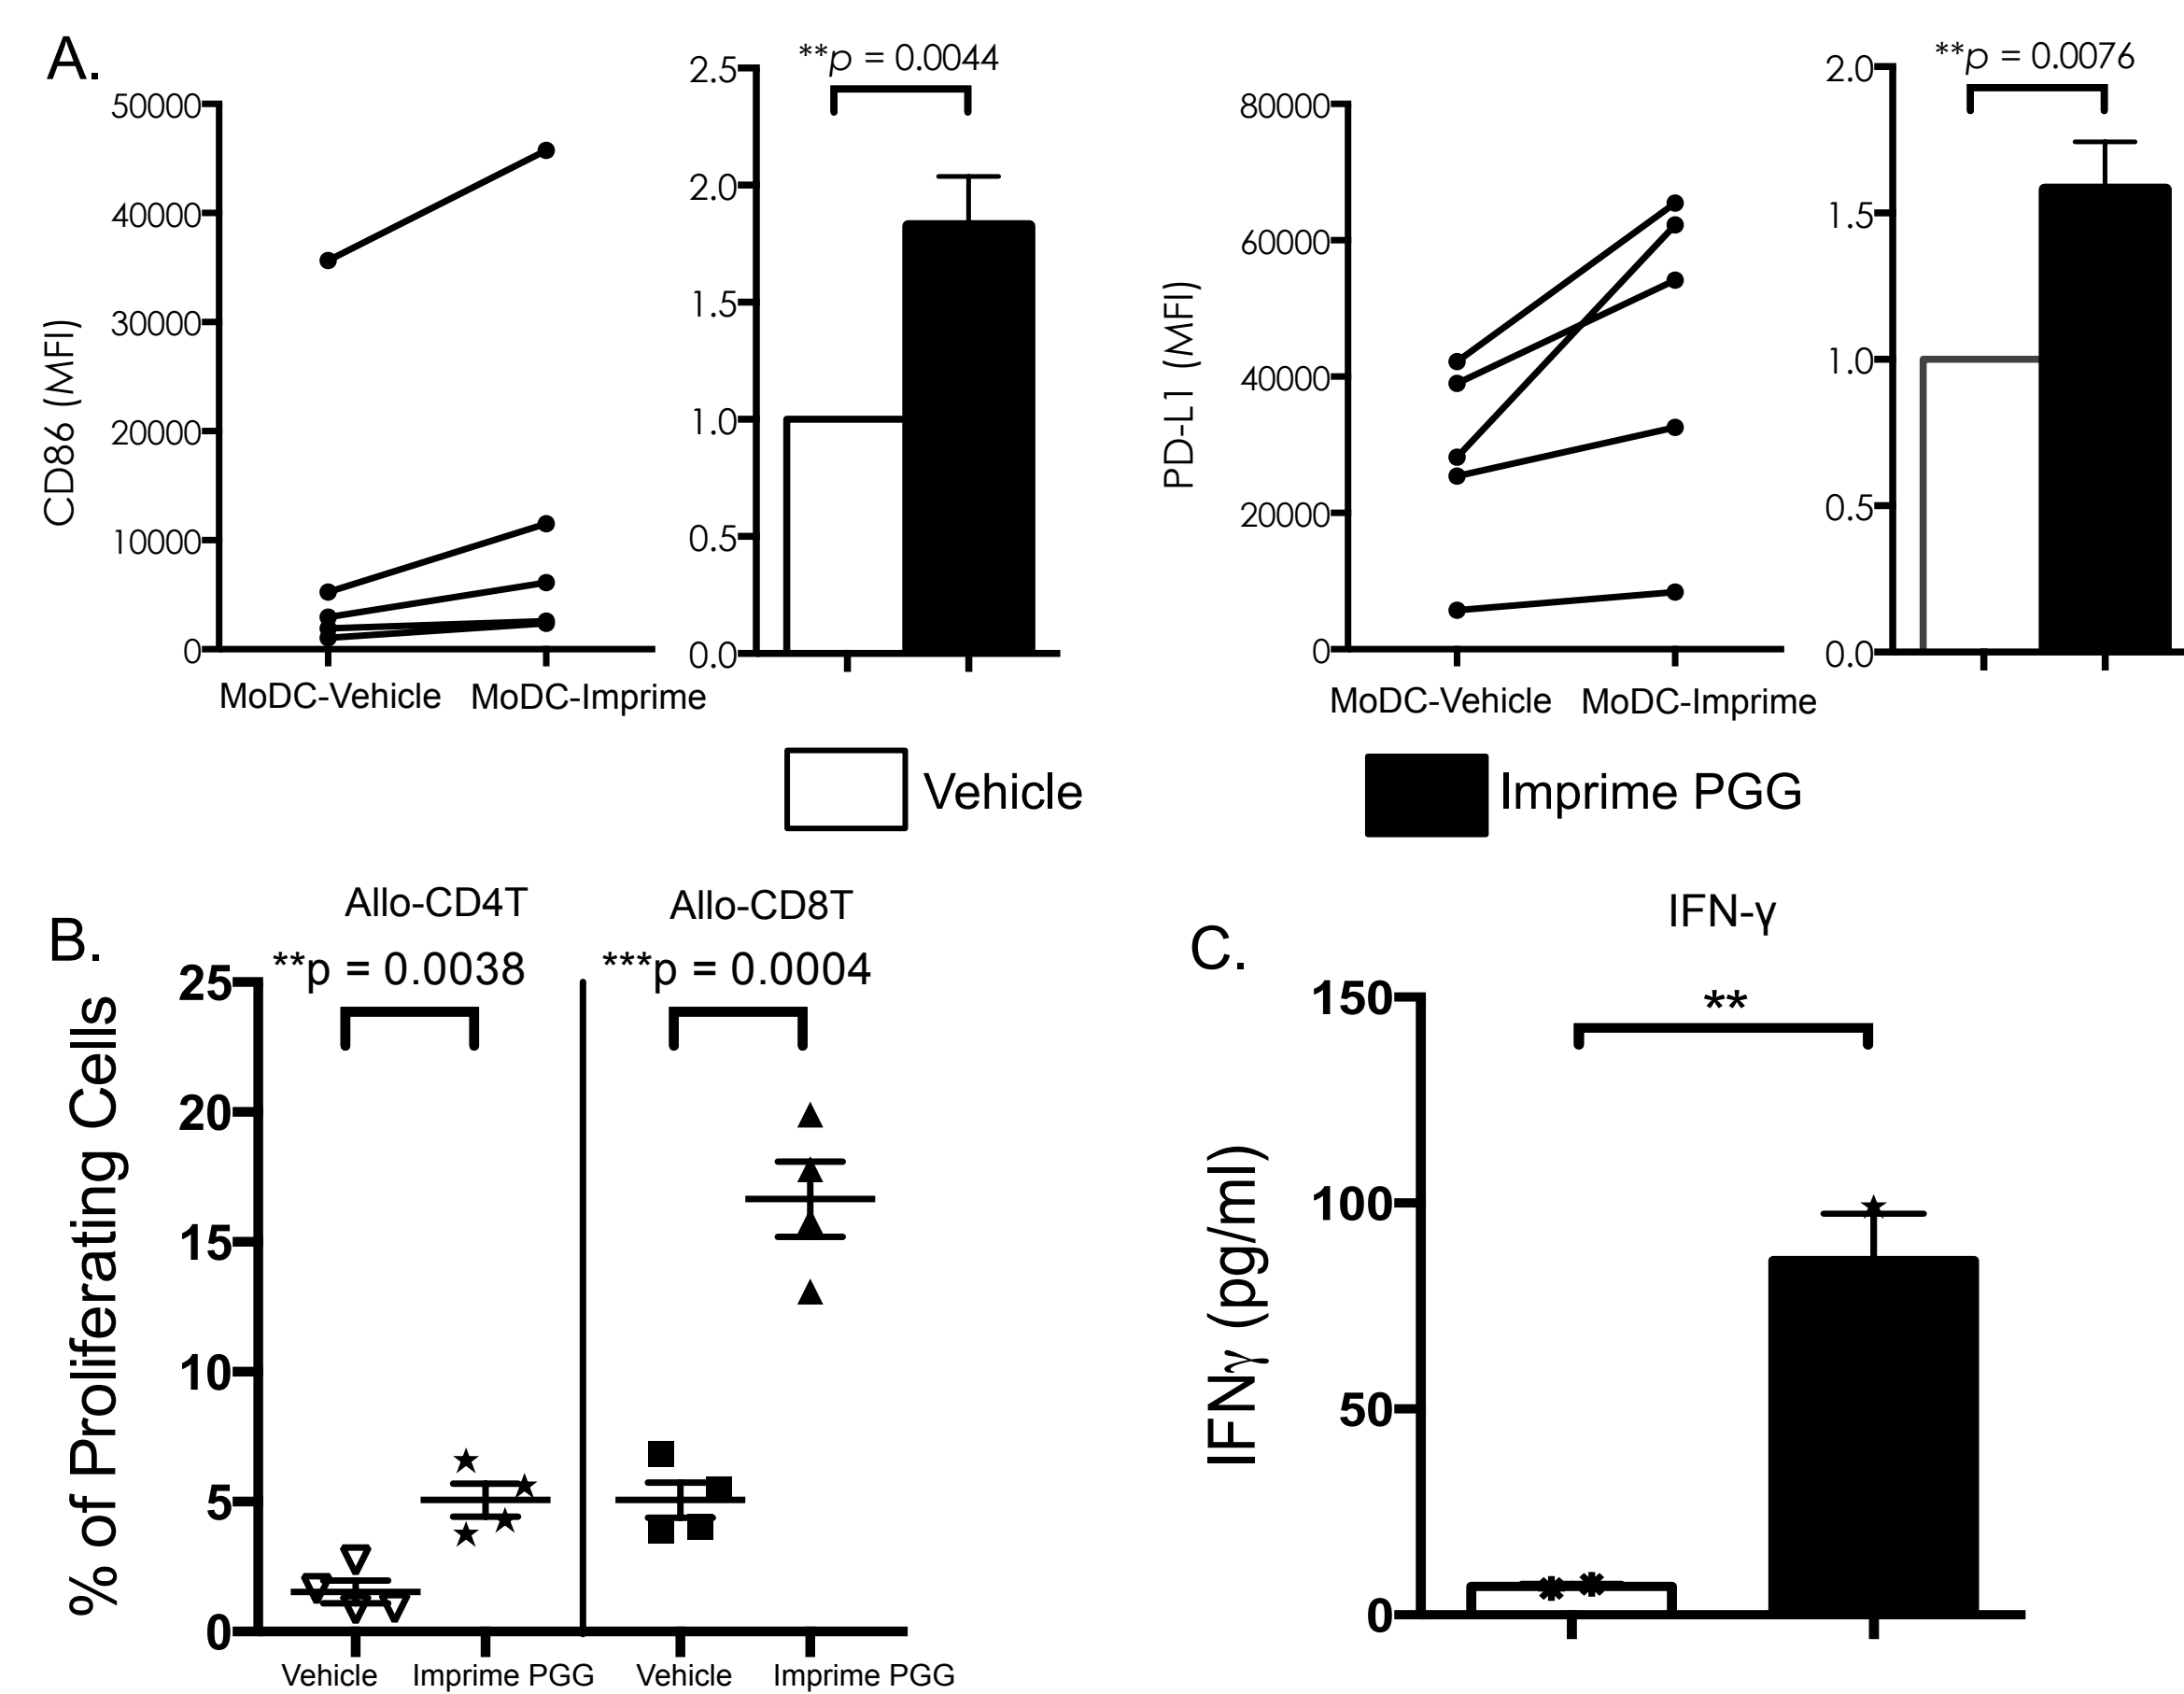 A.
CD86 (MFI)
50000
40000
30000
20000
10000
0
MoDC-Vehicle MoDC-Imprime
**p = 0.0044
2.5
2.0
1.5
1.0
0.5
0.0
PD-L1 (MFI)
80000
60000
40000
20000
0
MoDC-Vehicle MoDC-Imprime
**p = 0.0076
2.0
1.5
1.0
0.5
0.0
Vehicle
Imprime PGG
B.
Allo-CD4T
Allo-CD8T
**p = 0.0038
***p = 0.0004
% of Proliferating Cells
25
20
15
10
5
0
Vehicle Imprime PGG Vehicle Imprime PGG
C.
IFN-γ
**
IFNγ (pg/ml)
150
100
50
0